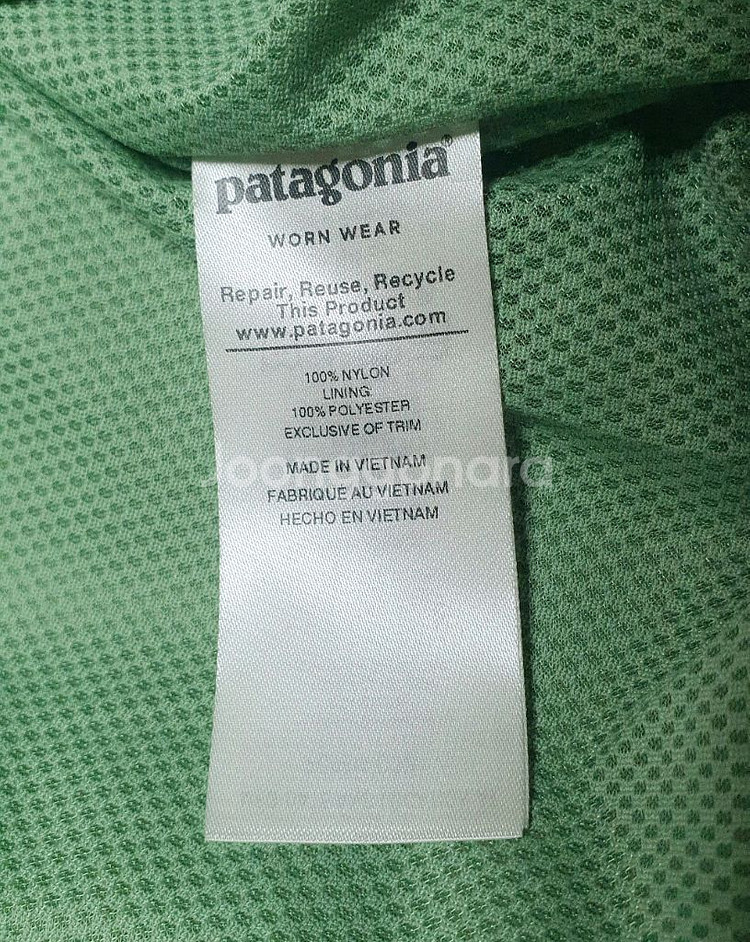 patagonia®
WORN WEAR
Repair, Reuse, Recycle
This Product
www.patagonia.com
100% NYLON
LINING:
100% POLYESTER
EXCLUSIVE OF TRIM
MADE IN VIETNAM
Joonggonara
FABRIQUE AU VIETNAM
HECHO EN VIETNAM